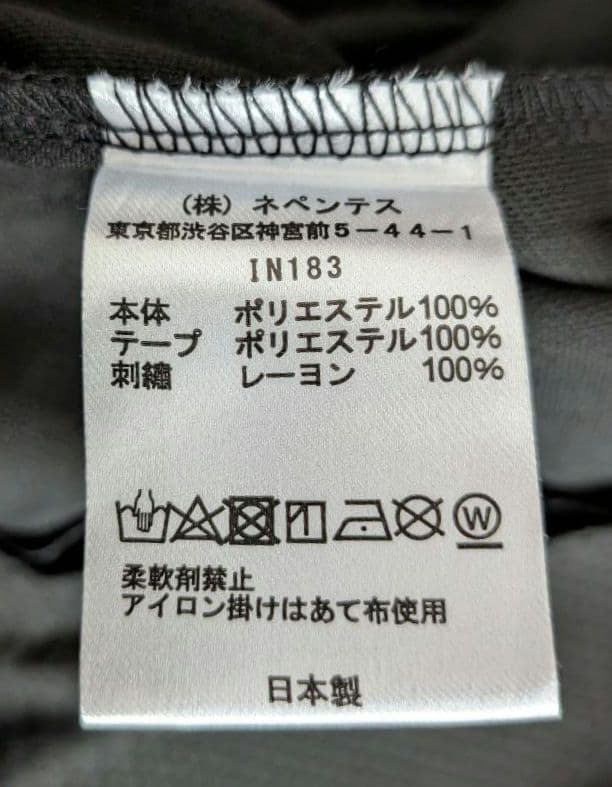 (株)ネペンテス
東京都渋谷区神宮前5-44-1
IN183
本体 ポリエステル100%
テープ ポリエステル100%
刺繡 レーヨン 100%
W
柔軟剤禁止
アイロン掛けはあて布使用
日本製